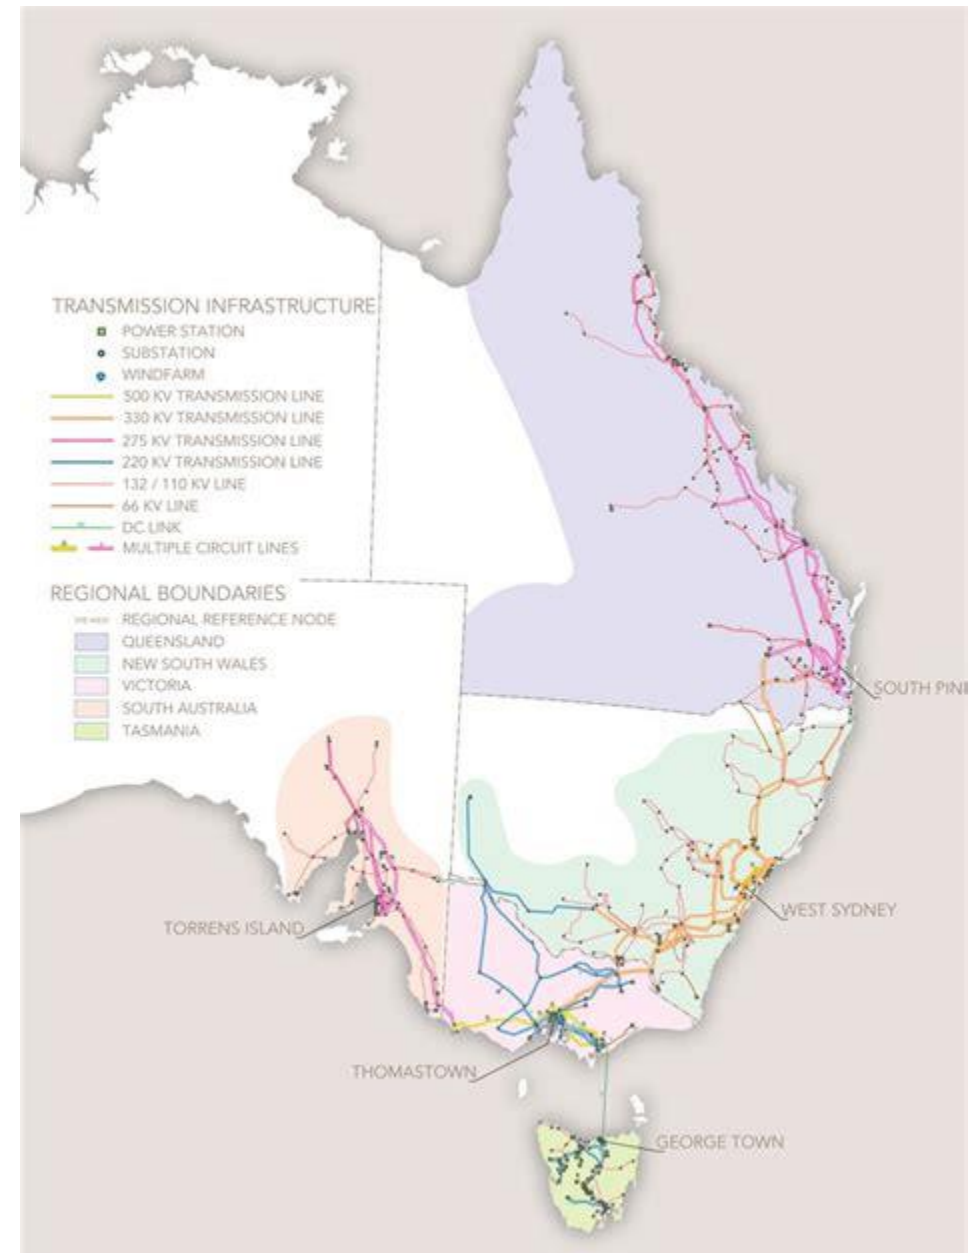 TRANSMISSION INFRASTRUCTURE
POWER STATION
SUBSTATION
WINDFARM
500 KV TRANSMISSION LINE
330 KV TRANSMISSION LINE
275 KV TRANSMISSION LINE
220 KV TRANSMISSION LINE
132 / 110 KV LINE
66 KV LINE
DC LINK
MULTIPLE CIRCUIT LINES
REGIONAL BOUNDARIES
REGIONAL REFERENCE NODE
QUEENSLAND
NEW SOUTH WALES
VICTORIA
SOUTH AUSTRALIA
TASMANIA
SOUTH PINE
WEST SYDNEY
TORRENS ISLAND
THOMASTOWN
GEORGE TOWN